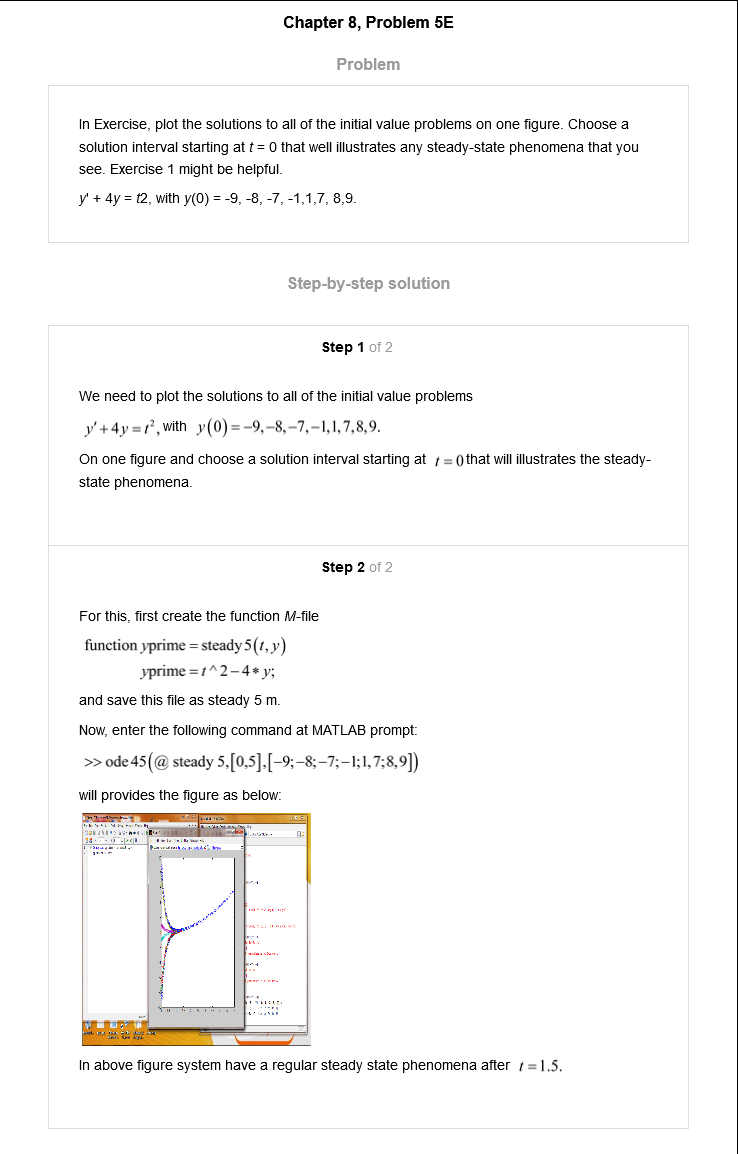 Chapter 8, Problem 5E
Problem
In Exercise, plot the solutions to all of the initial value problems on one figure. Choose a
solution interval starting at t = 0 that well illustrates any steady-state phenomena that you
see. Exercise 1 might be helpful.
y' + 4y = t2, with y(0) = -9, -8, -7, -1,1,7, 8,9.
Step-by-step solution
Step 1 of 2
We need to plot the solutions to all of the initial value problems
y′+4y=t², with y(0)=−9,−8,−7,−1,1,7,8,9.
On one figure and choose a solution interval starting at t=0 that will illustrates the steady-
state phenomena.
Step 2 of 2
For this, first create the function M-file
function yprime=steady5(t,y)
yprime=t^2−4*y;
and save this file as steady 5 m.
Now, enter the following command at MATLAB prompt:
>> ode45(@ steady 5,[0,5],[−9;−8;−7;−1;1,7;8,9])
will provides the figure as below:
In above figure system have a regular steady state phenomena after t=1.5.